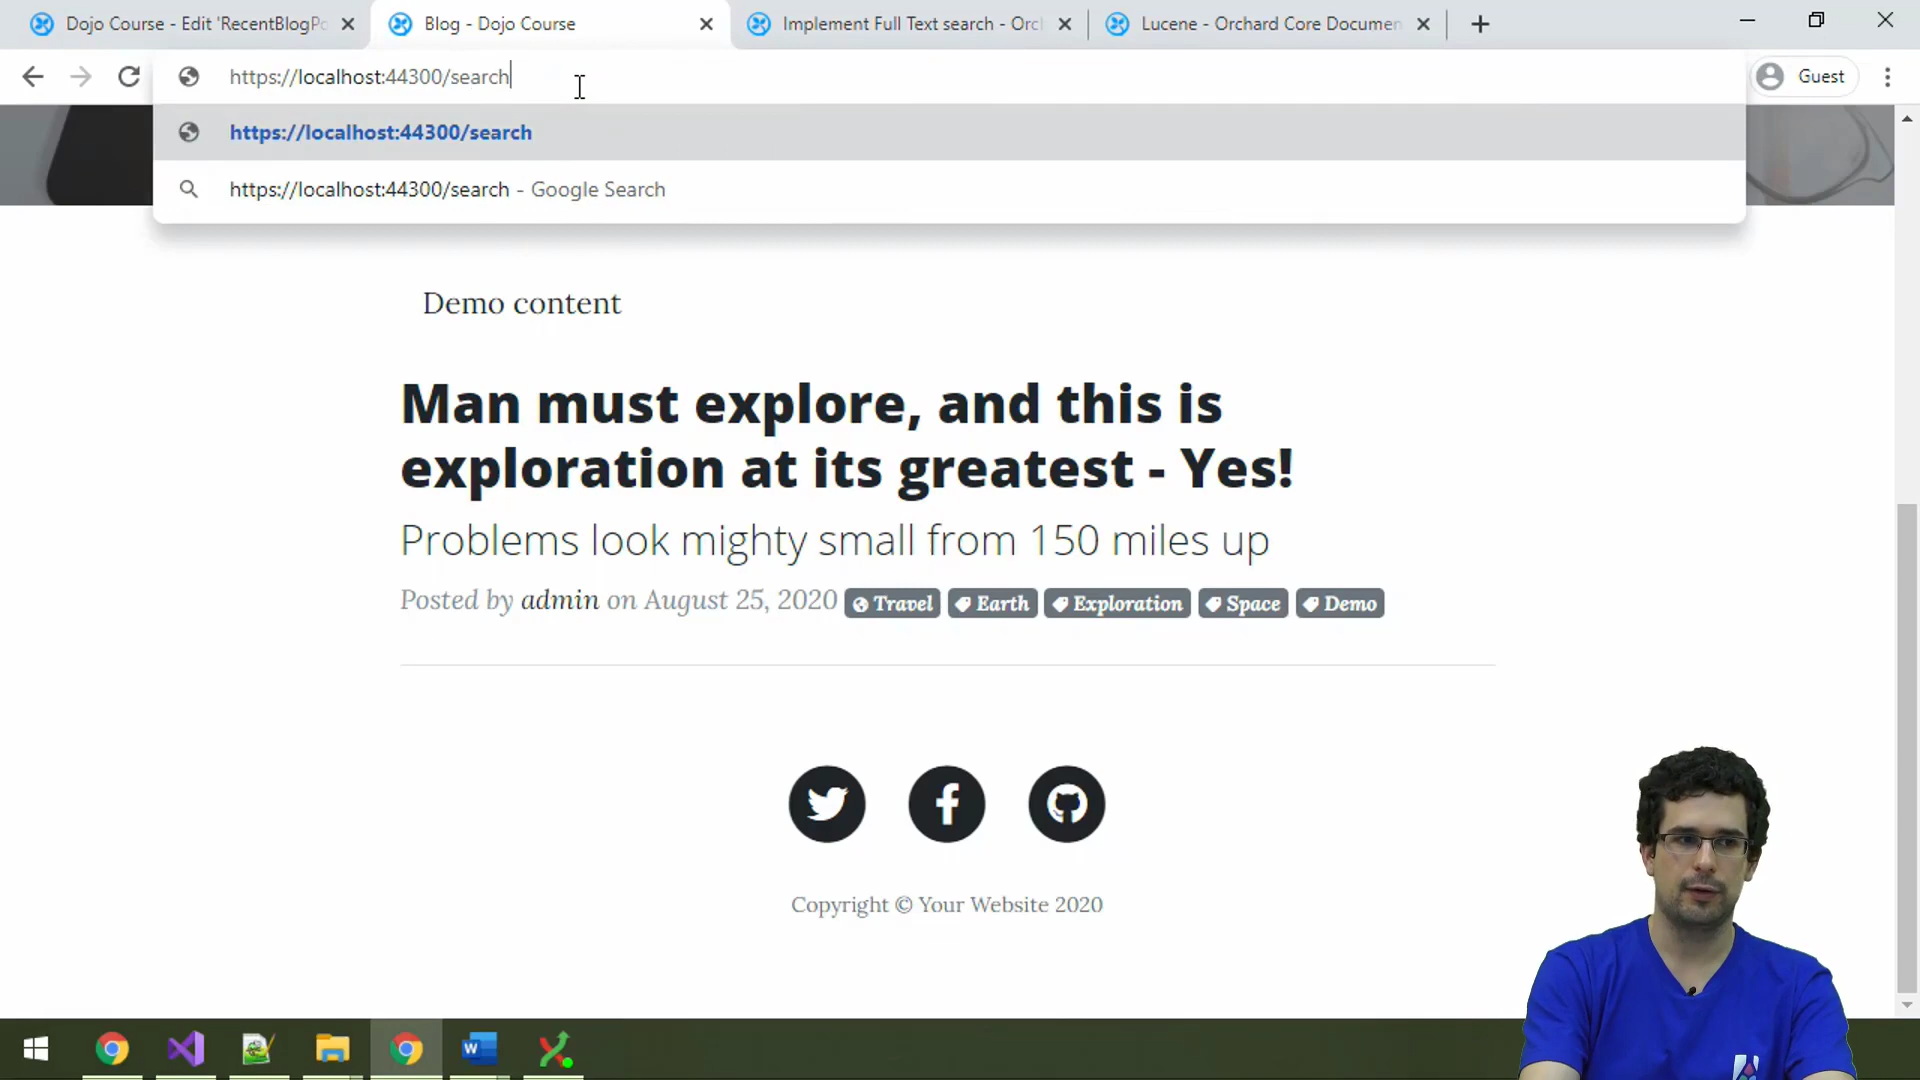 Dojo Course - Edit 'RecentBlogPo
Blog - Dojo Course
Implement Full Text search - Orc
Lucene - Orchard Core Documen
https://localhost:44300/search
Guest
https://localhost:44300/search
https://localhost:44300/search - Google Search
Demo content
Man must explore, and this is
exploration at its greatest - Yes!
Problems look mighty small from 150 miles up
Posted by admin on August 25, 2020 Travel Earth Exploration Space Demo
Copyright © Your Website 2020